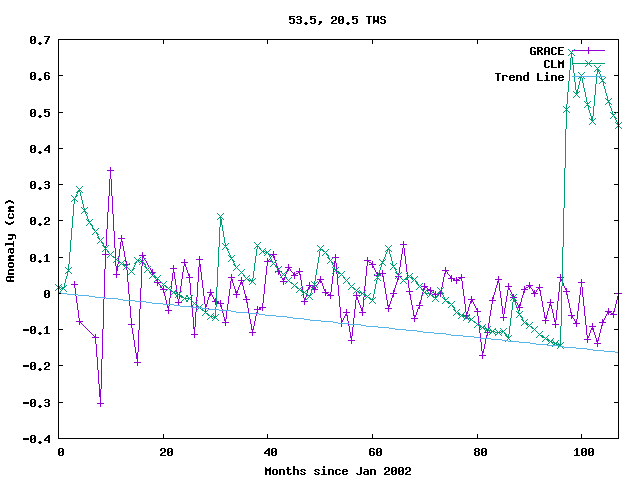 53.5, 20.5 TWS
GRACE
CLM
Trend Line
0.7
0.6
0.5
0.4
0.3
0.2
0.1
0
-0.1
-0.2
-0.3
-0.4
Anomaly (cm)
0 20 40 60 80 100
Months since Jan 2002